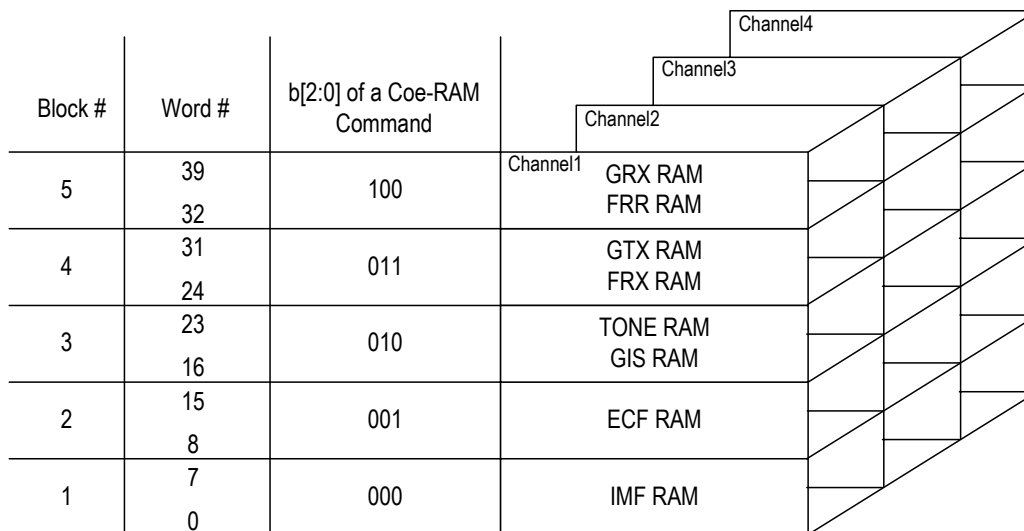 Channel4
Channel3
Channel2
Block # Word # b[2:0] of a Coe-RAM
Command
Channel1
5 39 100 GRX RAM
32 FRR RAM
4 31 011 GTX RAM
24 FRX RAM
3 23 010 TONE RAM
16 GIS RAM
2 15 001 ECF RAM
8
1 7 000 IMF RAM
0